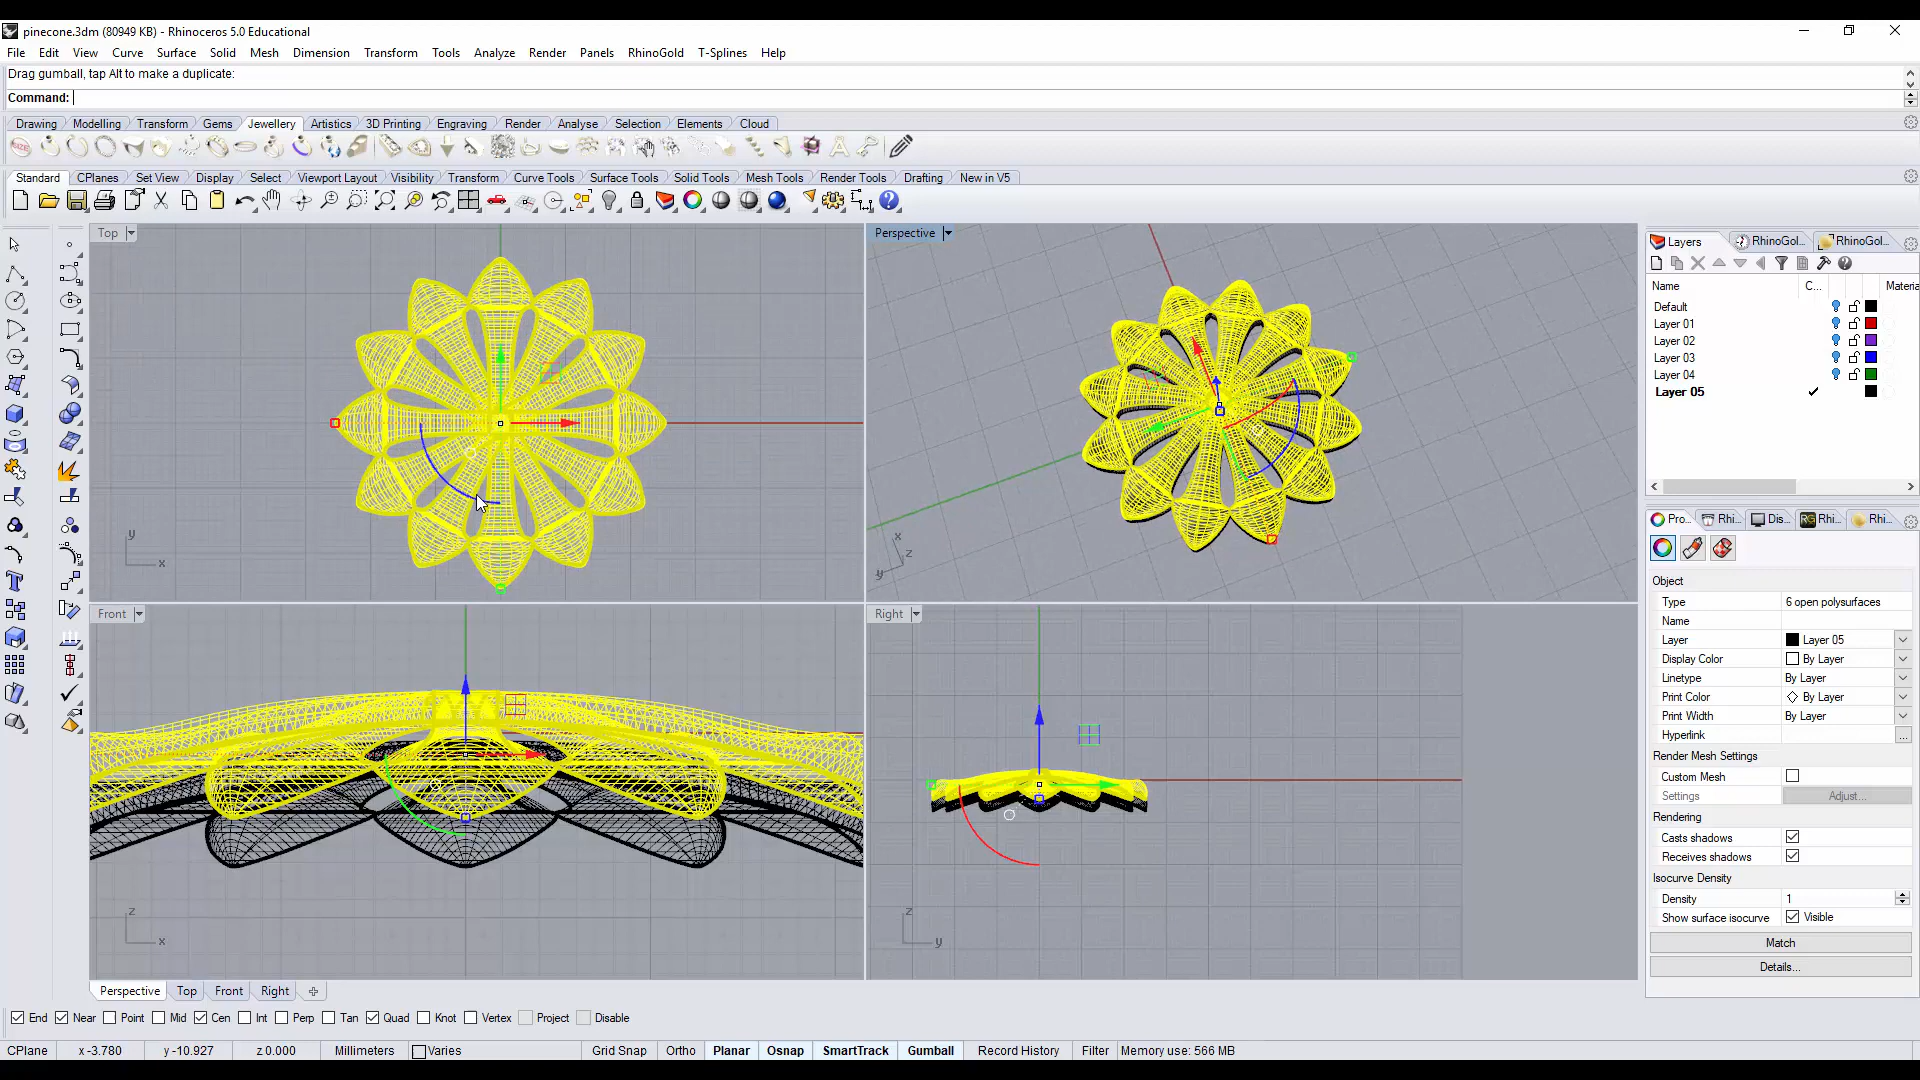 pinecone.3dm (80949 KB) - Rhinoceros 5.0 Educational
File Edit View Curve Surface Solid Mesh Dimension Transform Tools Analyze Render Panels RhinoGold T-Splines Help
Drag gumball, tap Alt to make a duplicate:
Command:
Drawing Modelling Transform Gems Jewellery Artistics 3D Printing Engraving Render Analyse Selection Elements Cloud
Standard CPlanes Set View Display Select Viewport Layout Visibility Transform Curve Tools Surface Tools Solid Tools Mesh Tools Render Tools Drafting New in V5
Top
Perspective
Layers RhinoGol... RhinoGol...
Name C... Materia
Default
Layer 01
Layer 02
Layer 03
Layer 04
Layer 05
y
x
x
z
y
Pro... Rhi... Dis... Rhi... Rhi...
Object
Type 6 open polysurfaces
Name
Layer Layer 05
Display Color By Layer
Linetype By Layer
Print Color By Layer
Print Width By Layer
Hyperlink ...
Render Mesh Settings
Custom Mesh
Settings Adjust...
Rendering
Casts shadows
Receives shadows
Isocurve Density
Density 1
Show surface isocurve Visible
Match
Details...
Front
Right
z
x
z
y
Perspective Top Front Right
End Near Point Mid Cen Int Perp Tan Quad Knot Vertex Project Disable
CPlane x -3.780 y -10.927 z 0.000 Millimeters Varies Grid Snap Ortho Planar Osnap SmartTrack Gumball Record History Filter Memory use: 566 MB